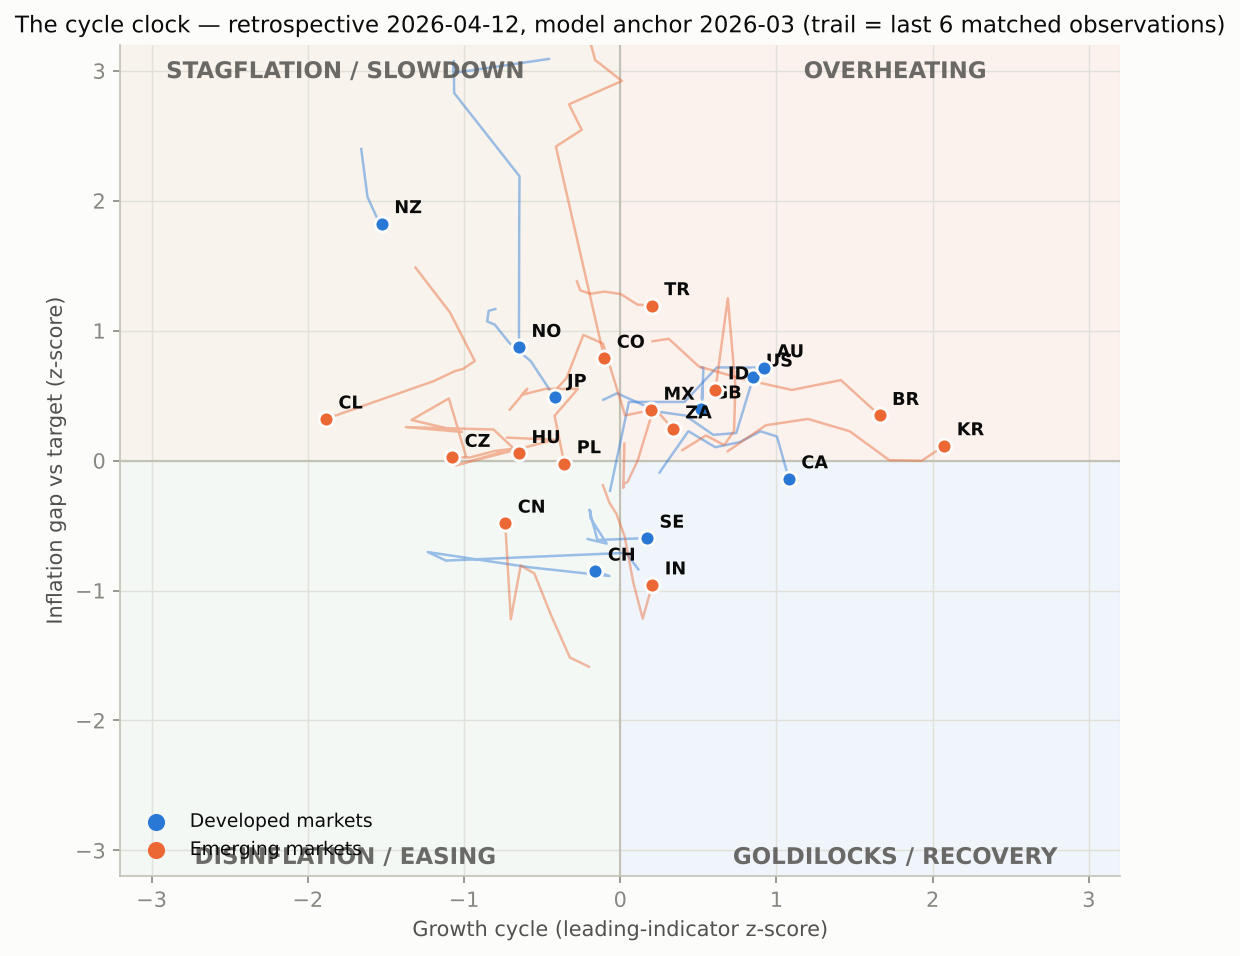 The cycle clock — retrospective 2026-04-12, model anchor 2026-03 (trail = last 6 matched observations)
STAGFLATION / SLOWDOWN
OVERHEATING
NZ
TR
NO
CO
AU
US
ID
GB
JP
MX
ZA
BR
CL
KR
CZ
HU
PL
CA
CN
SE
CH
IN
Developed markets
Emerging markets
DISINFLATION / EASING
GOLDILOCKS / RECOVERY
3
2
1
0
−1
−2
−3
−3
−2
−1
0
1
2
3
Inflation gap vs target (z-score)
Growth cycle (leading-indicator z-score)